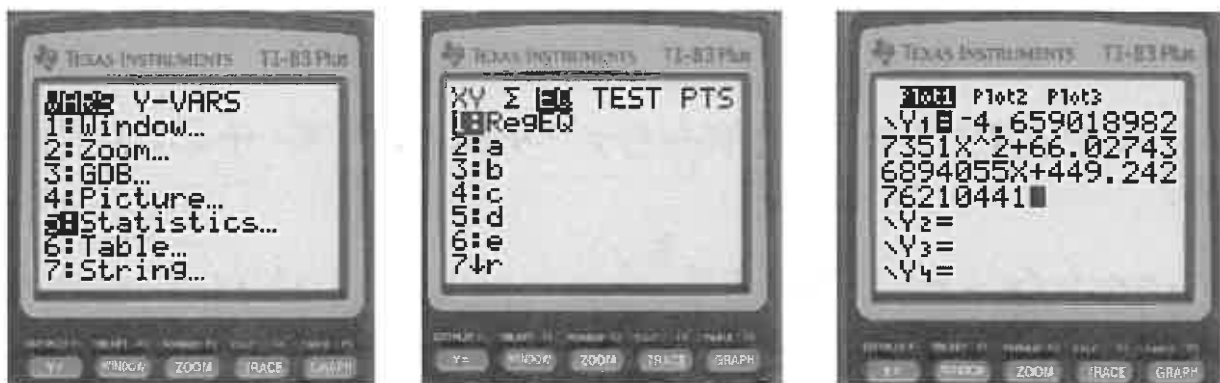 TEXAS INSTRUMENTS TI-83 Plus
VARS Y-VARS
1:Window…
2:Zoom…
3:GDB…
4:Picture…
5:Statistics…
6:Table…
7:String…
WINDOW ZOOM TRACE GRAPH
TEXAS INSTRUMENTS TI-83 Plus
XY Σ EQ TEST PTS
1:RegEQ
2:a
3:b
4:c
5:d
6:e
7↓r
Y= WINDOW ZOOM TRACE GRAPH
TEXAS INSTRUMENTS TI-83 Plus
Plot1 Plot2 Plot3
\Y1=-4.659018982
7351X^2+66.02743
6894055X+449.242
76210441
\Y2=
\Y3=
\Y4=
WINDOW ZOOM TRACE GRAPH